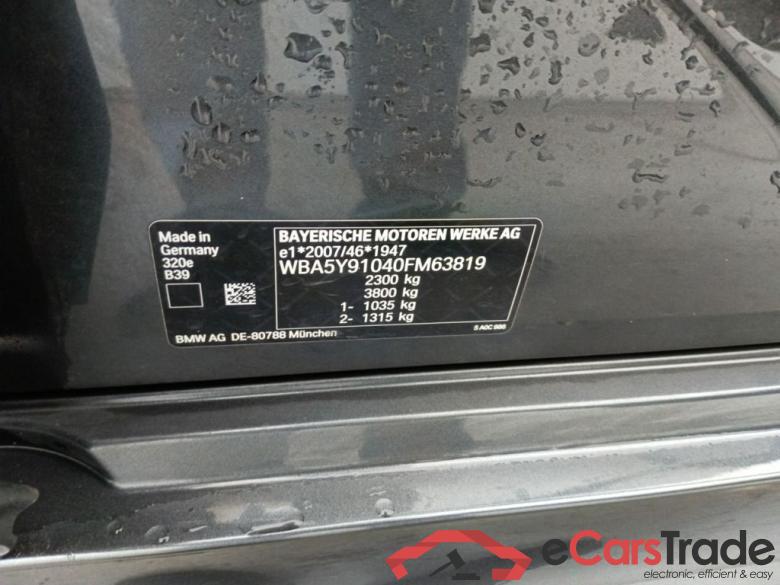 Made in
Germany
320e
B39
BAYERISCHE MOTOREN WERKE AG
e1*2007/46*1947
WBA5Y91040FM63819
2300 kg
3800 kg
1- 1035 kg
2- 1315 kg
BMW AG DE-80788 München
eCarsTrade
electronic, efficient & easy